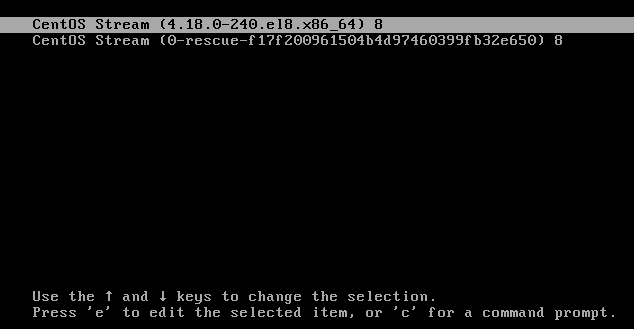 CentOS Stream (4.18.0-240.el8.x86_64) 8
CentOS Stream (0-rescue-f17f200961504b4d97460399fb32e650) 8
Use the ↑ and ↓ keys to change the selection.
Press 'e' to edit the selected item, or 'c' for a command prompt.